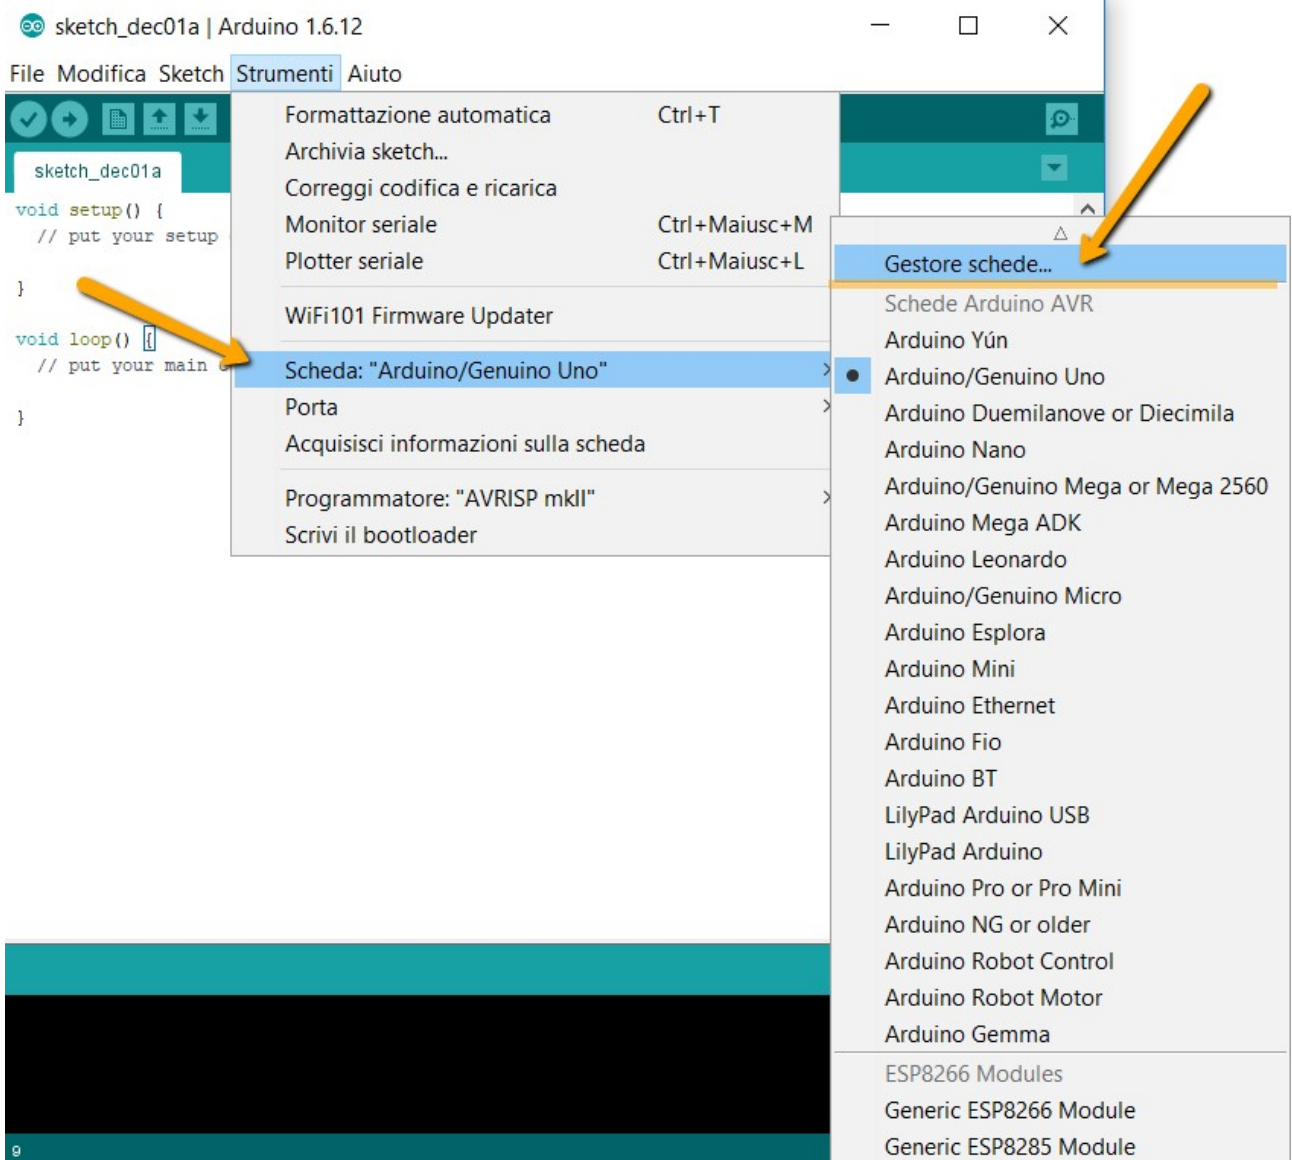 sketch_dec01a | Arduino 1.6.12
File Modifica Sketch Strumenti Aiuto
sketch_dec01a
void setup() {
// put your setup
}
void loop() {
// put your main
}
9
Formattazione automatica Ctrl+T
Archivia sketch...
Correggi codifica e ricarica
Monitor seriale Ctrl+Maiusc+M
Plotter seriale Ctrl+Maiusc+L
WiFi101 Firmware Updater
Scheda: "Arduino/Genuino Uno"
Porta
Acquisisci informazioni sulla scheda
Programmatore: "AVRISP mkII"
Scrivi il bootloader
Gestore schede...
Schede Arduino AVR
Arduino Yún
Arduino/Genuino Uno
Arduino Duemilanove or Diecimila
Arduino Nano
Arduino/Genuino Mega or Mega 2560
Arduino Mega ADK
Arduino Leonardo
Arduino/Genuino Micro
Arduino Esplora
Arduino Mini
Arduino Ethernet
Arduino Fio
Arduino BT
LilyPad Arduino USB
LilyPad Arduino
Arduino Pro or Pro Mini
Arduino NG or older
Arduino Robot Control
Arduino Robot Motor
Arduino Gemma
ESP8266 Modules
Generic ESP8266 Module
Generic ESP8285 Module